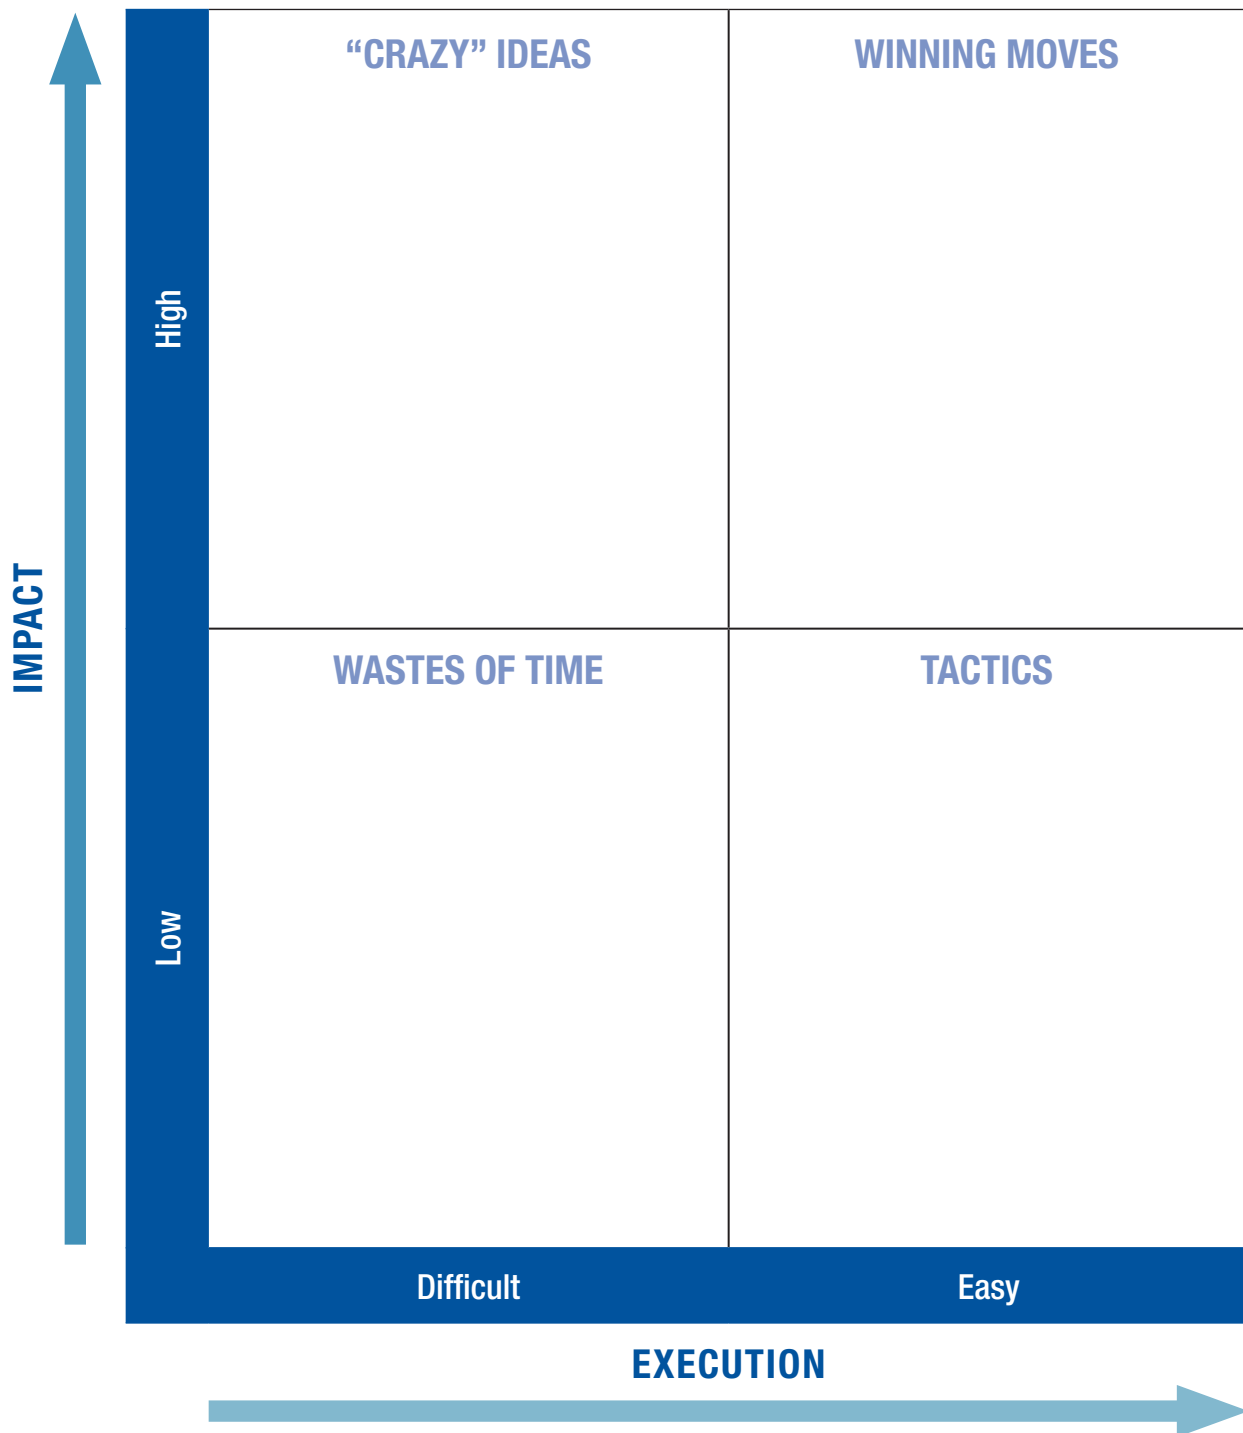 “CRAZY” IDEAS
WINNING MOVES
High
IMPACT
WASTES OF TIME
TACTICS
Low
Difficult
Easy
EXECUTION